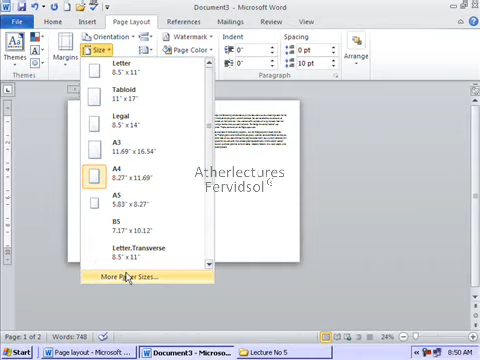 Document3 - Microsoft Word
File Home Insert Page Layout References Mailings Review View
Themes
Margins
Orientation
Size
Watermark
Page Color
Indent Spacing
0" 0 pt
0" 10 pt
Paragraph
Arrange
Themes
Letter
8.5" x 11"
Tabloid
11" x 17"
Legal
8.5" x 14"
A3
11.69" x 16.54"
A4
8.27" x 11.69"
A5
5.83" x 8.27"
B5
7.17" x 10.12"
Letter.Transverse
8.5" x 11"
More Paper Sizes...
Atherlectures
Fervidsol
Page: 1 of 2 Words: 748 24%
Start Page layout - Microsoft ... Document3 - Microso... Lecture No 5 8:50 AM